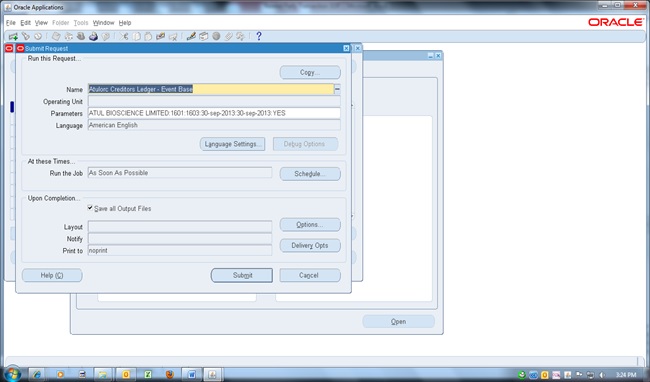 Oracle Applications
File Edit View Folder Tools Window Help
ORACLE
Submit Request
Run this Request...
Copy...
Name Atulorc Creditors Ledger - Event Base
Operating Unit
Parameters ATUL BIOSCIENCE LIMITED:1601:1603:30-sep-2013:30-sep-2013:YES
Language American English
Language Settings... Debug Options
At these Times...
Run the Job As Soon As Possible Schedule...
Upon Completion...
Save all Output Files
Layout Options...
Notify
Print to noprint Delivery Opts
Help (C) Submit Cancel
Open
3:24 PM